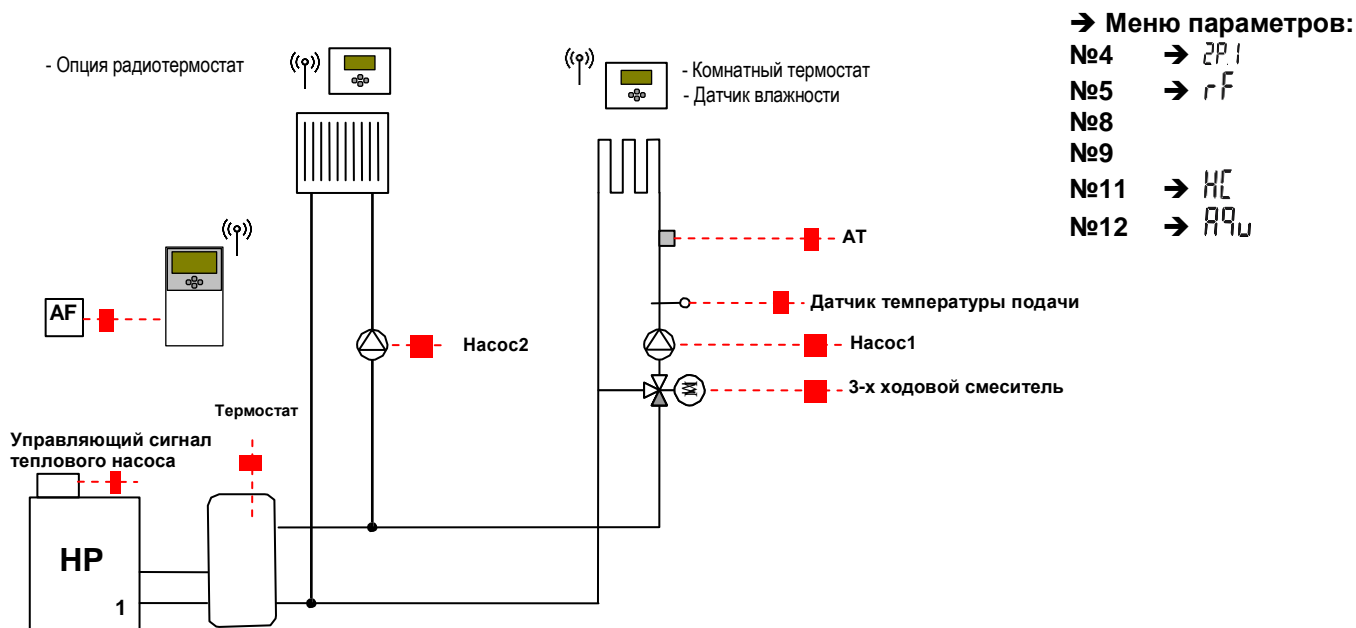 - Опция радиотермостат
- Комнатный термостат
- Датчик влажности
➔ Меню параметров:
№4 ➔ 2P.1
№5 ➔ rF
№8
№9
№11 ➔ HC
№12 ➔ Aqu
AT
Датчик температуры подачи
AF
Насос2
Насос1
3-х ходовой смеситель
Термостат
Управляющий сигнал
теплового насоса
HP
1